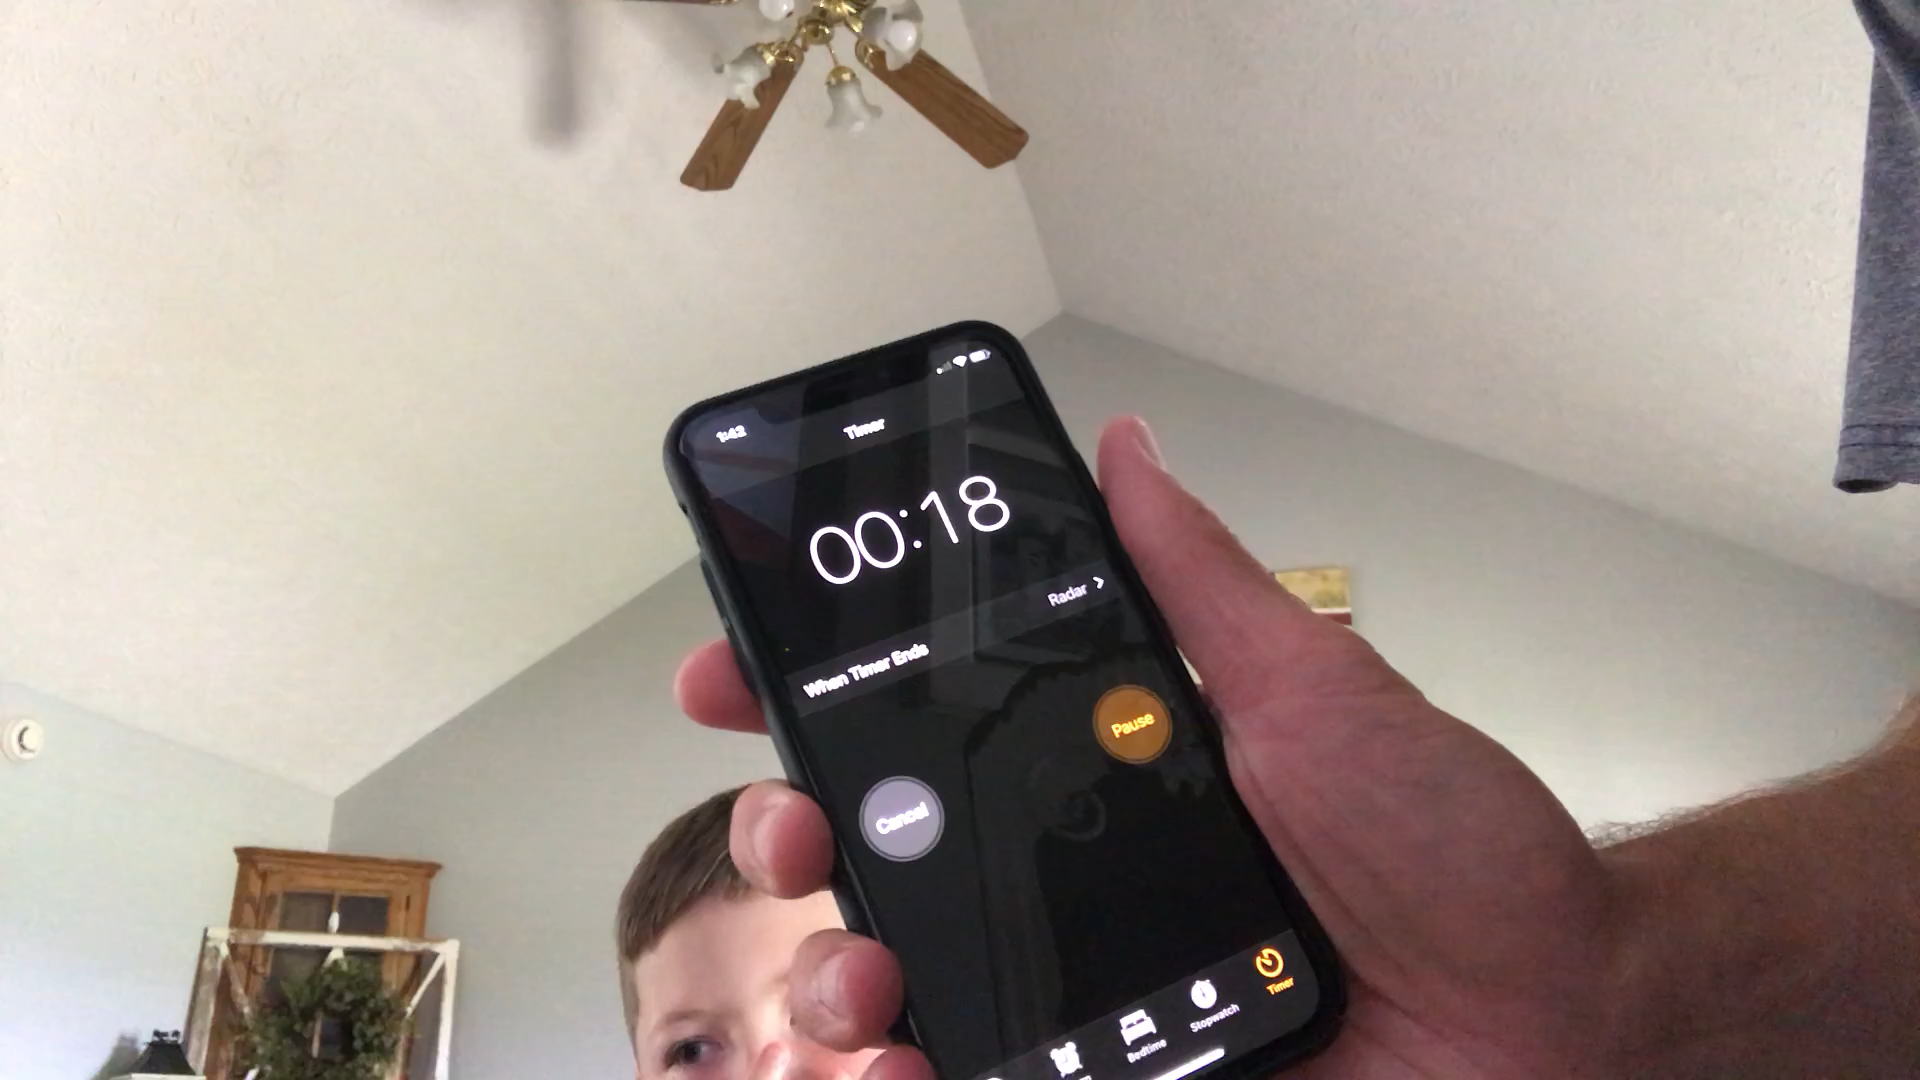 1:42
Timer
00:18
When Timer Ends
Radar
Cancel
Pause
Bedtime
Stopwatch
Timer